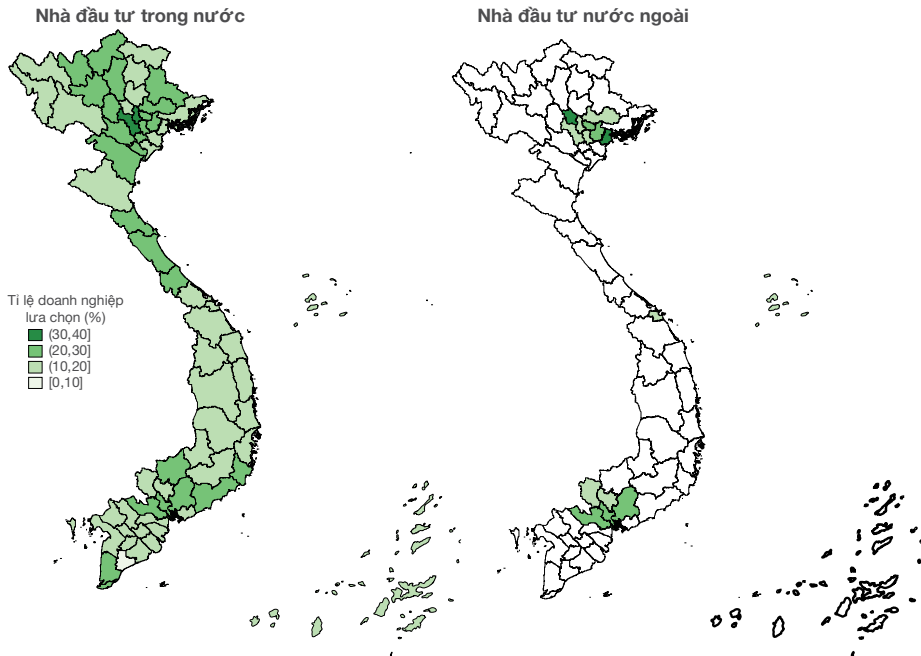 Nhà đầu tư trong nước
Nhà đầu tư nước ngoài
Tỉ lệ doanh nghiệp
lưa chọn (%)
(30,40]
(20,30]
(10,20]
[0,10]